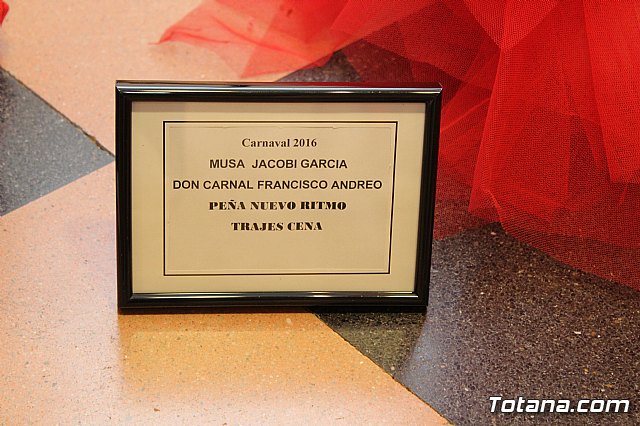 Carnaval 2016
MUSA JACOBI GARCIA
DON CARNAL FRANCISCO ANDREO
PEÑA NUEVO RITMO
TRAJES CENA
Totana.com